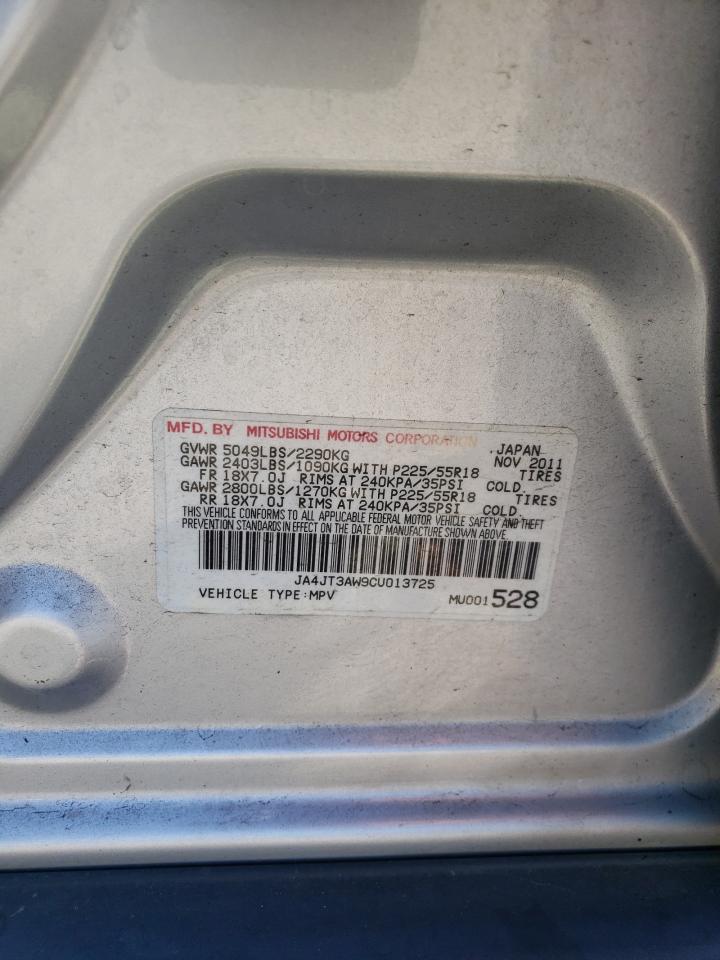 MFD. BY MITSUBISHI MOTORS CORPORATION JAPAN
GVWR 5049LBS/2290KG NOV 2011
GAWR 2403LBS/1090KG WITH P225/55R18 TIRES
FR 18X7.0J RIMS AT 240KPA/35PSI COLD.
GAWR 2800LBS/1270KG WITH P225/55R18 TIRES
RR 18X7.0J RIMS AT 240KPA/35PSI COLD.
THIS VEHICLE CONFORMS TO ALL APPLICABLE FEDERAL MOTOR VEHICLE SAFETY AND THEFT
PREVENTION STANDARDS IN EFFECT ON THE DATE OF MANUFACTURE SHOWN ABOVE.
JA4JT3AW9CU013725
VEHICLE TYPE:MPV MU001528